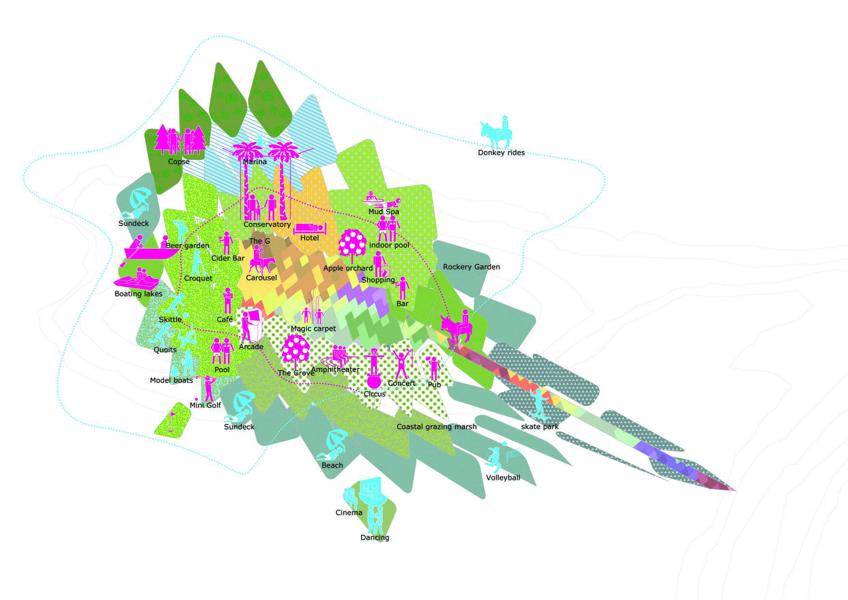 Donkey rides
Copse
Marina
Mud Spa
Sundeck
Conservatory
Hotel
The G
Beer garden
Indoor pool
Cider Bar
Apple orchard
Rockery Garden
Croquet
Carousel
Shopping
Boating lakes
Bar
Skittle
Café
Magic carpet
Arcade
Quoits
Pool
The Grove
Amphitheater
Model boats
Circus
Concert
Pub
Mini Golf
Sundeck
Coastal grazing marsh
skate park
Beach
Volleyball
Cinema
Dancing